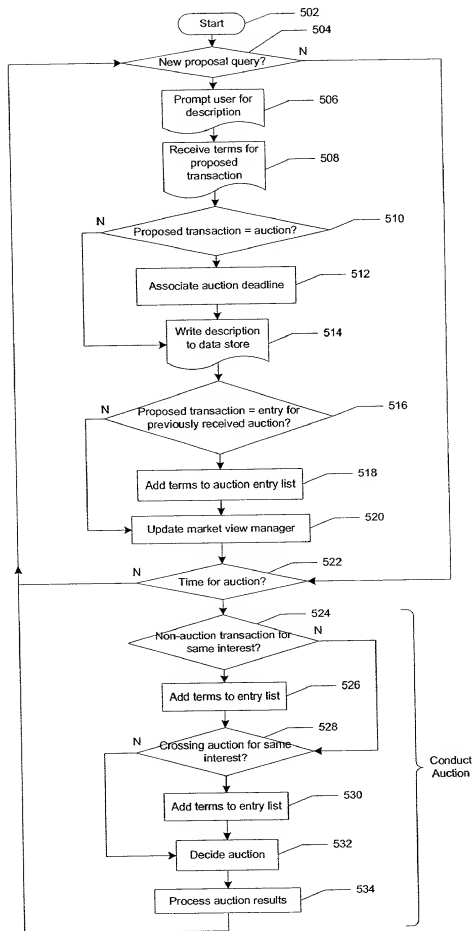 Start
502
504
New proposal query?
N
Prompt user for
description
506
Receive terms for
proposed
transaction
508
N
Proposed transaction = auction?
510
Associate auction deadline
512
Write description
to data store
514
N
Proposed transaction = entry for
previously received auction?
516
Add terms to auction entry list
518
Update market view manager
520
N
Time for auction?
522
524
Non-auction transaction for
same interest?
N
Add terms to entry list
526
528
N
Crossing auction for same
interest?
Add terms to entry list
530
Decide auction
532
Process auction results
534
Conduct
Auction